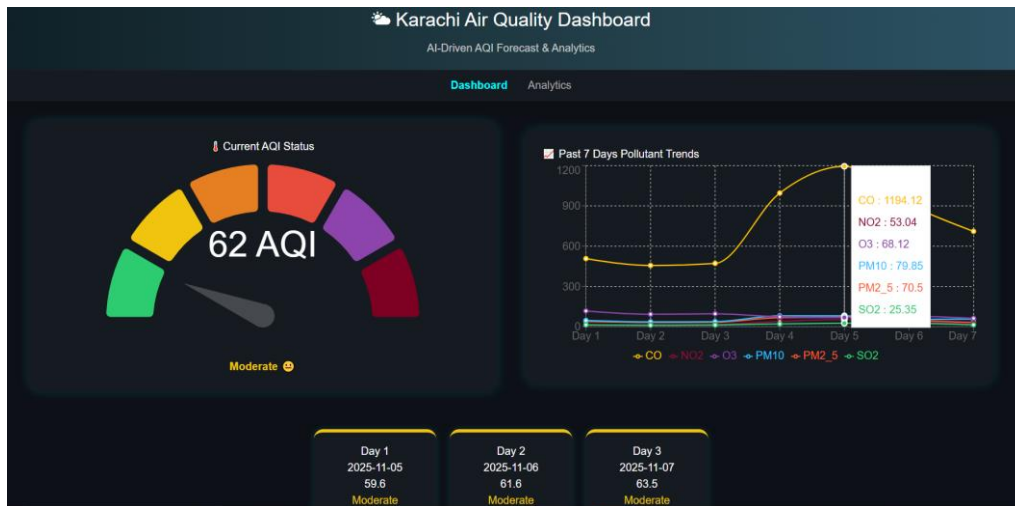 🌥 Karachi Air Quality Dashboard
AI-Driven AQI Forecast & Analytics
Dashboard Analytics
🌡 Current AQI Status
62 AQI
Moderate 😃
📈 Past 7 Days Pollutant Trends
1200
900
600
300
0
Day 1 Day 2 Day 3 Day 4 Day 5 Day 6 Day 7
CO : 1194.12
NO2 : 53.04
O3 : 68.12
PM10 : 79.85
PM2_5 : 70.5
SO2 : 25.35
CO NO2 O3 PM10 PM2_5 SO2
Day 1
2025-11-05
59.6
Moderate
Day 2
2025-11-06
61.6
Moderate
Day 3
2025-11-07
63.5
Moderate